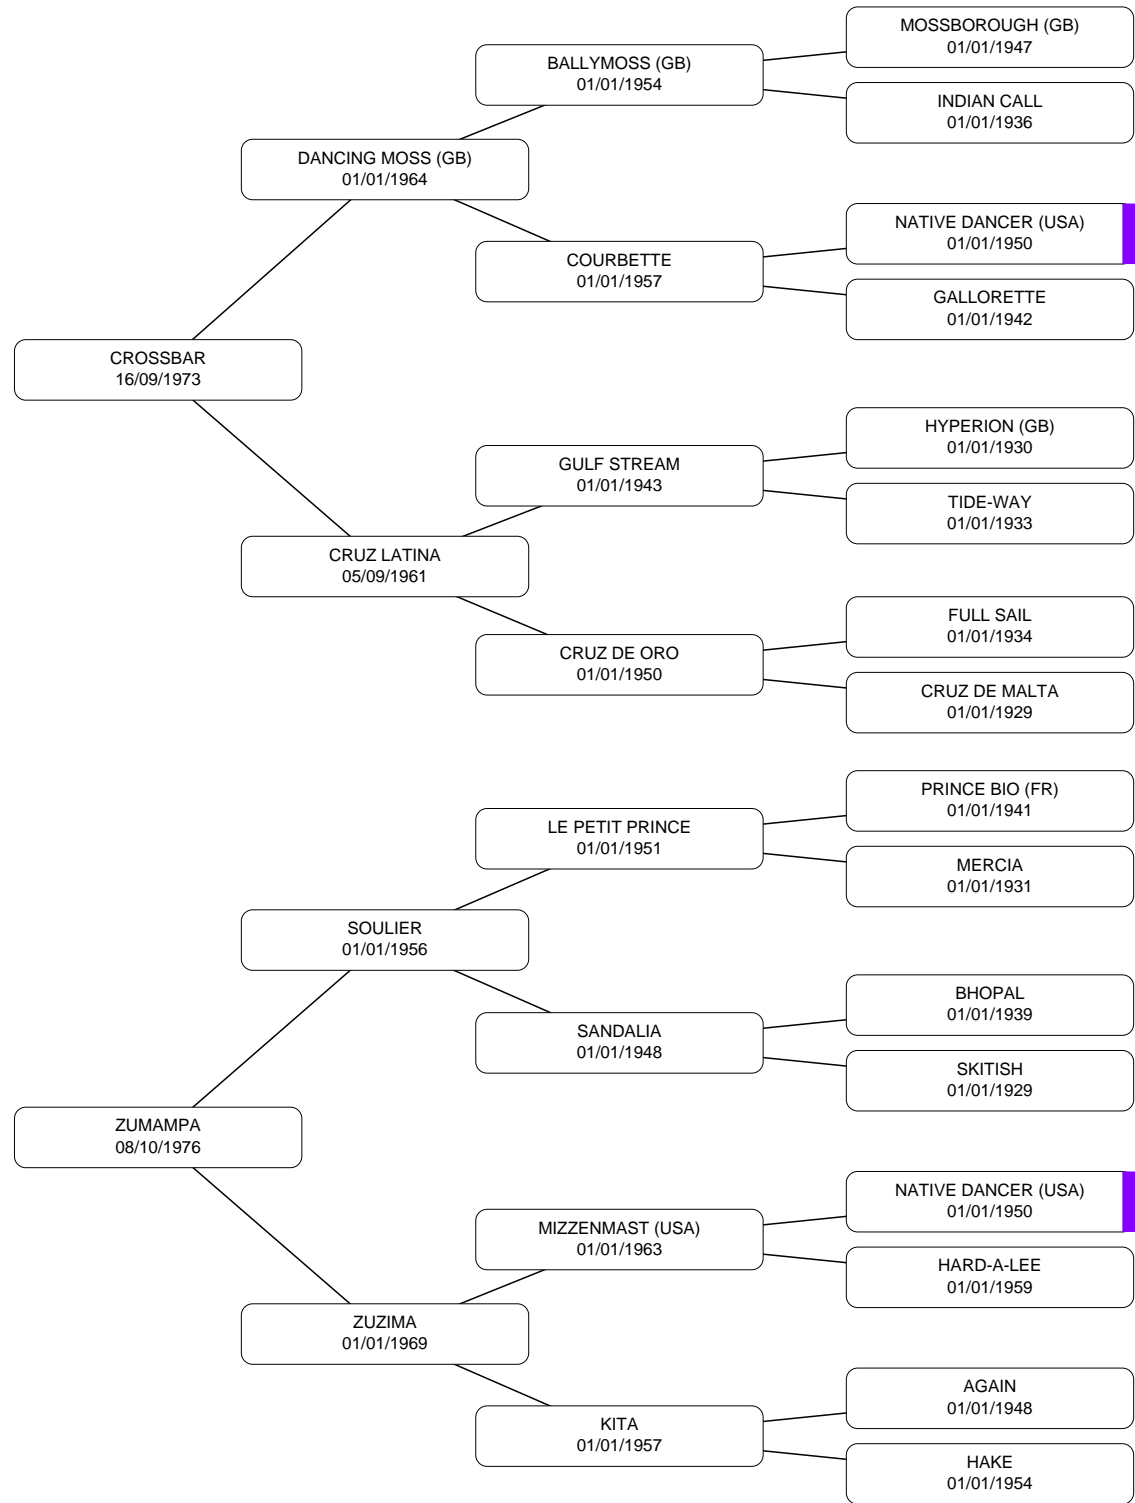 MOSSBOROUGH (GB)
01/01/1947
BALLYMOSS (GB)
01/01/1954
INDIAN CALL
01/01/1936
DANCING MOSS (GB)
01/01/1964
NATIVE DANCER (USA)
01/01/1950
COURBETTE
01/01/1957
GALLORETTE
01/01/1942
CROSSBAR
16/09/1973
HYPERION (GB)
01/01/1930
GULF STREAM
01/01/1943
TIDE-WAY
01/01/1933
CRUZ LATINA
05/09/1961
FULL SAIL
01/01/1934
CRUZ DE ORO
01/01/1950
CRUZ DE MALTA
01/01/1929
PRINCE BIO (FR)
01/01/1941
LE PETIT PRINCE
01/01/1951
MERCIA
01/01/1931
SOULIER
01/01/1956
BHOPAL
01/01/1939
SANDALIA
01/01/1948
SKITISH
01/01/1929
ZUMAMPA
08/10/1976
NATIVE DANCER (USA)
01/01/1950
MIZZENMAST (USA)
01/01/1963
HARD-A-LEE
01/01/1959
ZUZIMA
01/01/1969
AGAIN
01/01/1948
KITA
01/01/1957
HAKE
01/01/1954